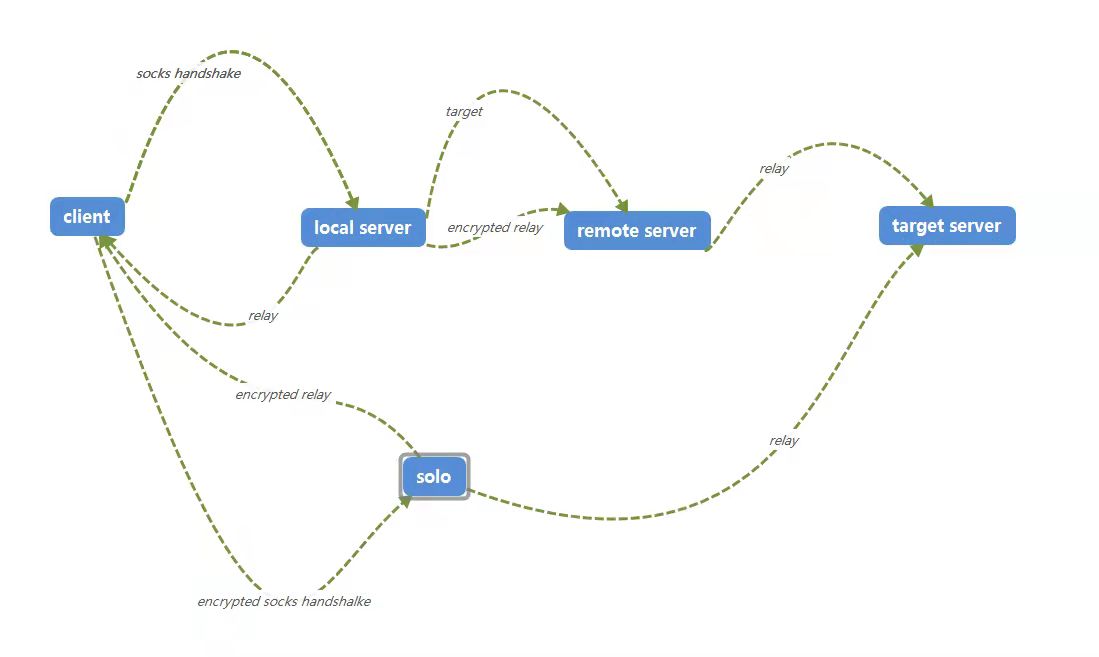 socks handshake
target
relay
client
local server
encrypted relay
remote server
target server
relay
encrypted relay
relay
solo
encrypted socks handshalke